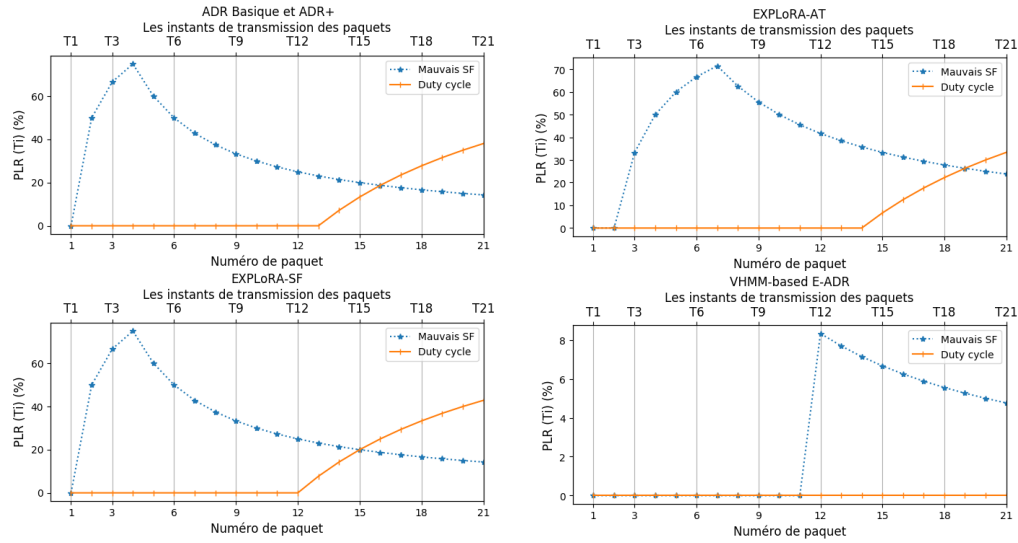 ADR Basique et ADR+
Les instants de transmission des paquets
T1 T3 T6 T9 T12 T15 T18 T21
PLR (Ti) (%)
60
40
20
0
Mauvais SF
Duty cycle
1 3 6 9 12 15 18 21
Numéro de paquet
EXPLoRA-AT
Les instants de transmission des paquets
T1 T3 T6 T9 T12 T15 T18 T21
PLR (Ti) (%)
70
60
50
40
30
20
10
0
Mauvais SF
Duty cycle
1 3 6 9 12 15 18 21
Numéro de paquet
EXPLoRA-SF
Les instants de transmission des paquets
T1 T3 T6 T9 T12 T15 T18 T21
PLR (Ti) (%)
60
40
20
0
Mauvais SF
Duty cycle
1 3 6 9 12 15 18 21
Numéro de paquet
VHMM-based E-ADR
Les instants de transmission des paquets
T1 T3 T6 T9 T12 T15 T18 T21
PLR (Ti) (%)
8
6
4
2
0
Mauvais SF
Duty cycle
1 3 6 9 12 15 18 21
Numéro de paquet